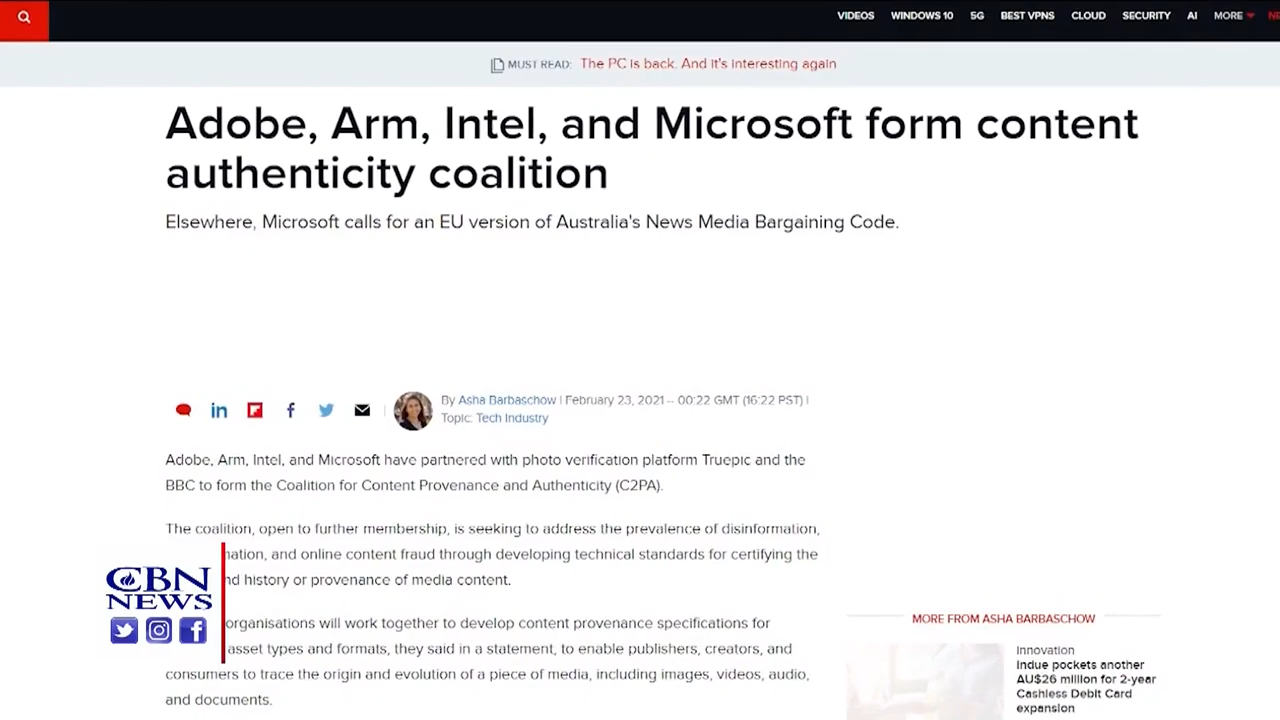 VIDEOS WINDOWS 10 5G BEST VPNS CLOUD SECURITY AI MORE
MUST READ: The PC is back. And it's interesting again
Adobe, Arm, Intel, and Microsoft form content
authenticity coalition
Elsewhere, Microsoft calls for an EU version of Australia's News Media Bargaining Code.
By Asha Barbaschow | February 23, 2021 -- 00:22 GMT (16:22 PST) |
Topic: Tech Industry
Adobe, Arm, Intel, and Microsoft have partnered with photo verification platform Truepic and the
BBC to form the Coalition for Content Provenance and Authenticity (C2PA).
The coalition, open to further membership, is seeking to address the prevalence of disinformation,
and online content fraud through developing technical standards for certifying the
history or provenance of media content.
organisations will work together to develop content provenance specifications for
asset types and formats, they said in a statement, to enable publishers, creators, and
consumers to trace the origin and evolution of a piece of media, including images, videos, audio,
and documents.
CBN
NEWS
MORE FROM ASHA BARBASCHOW
Innovation
Indue pockets another
AU$26 million for 2-year
Cashless Debit Card
expansion